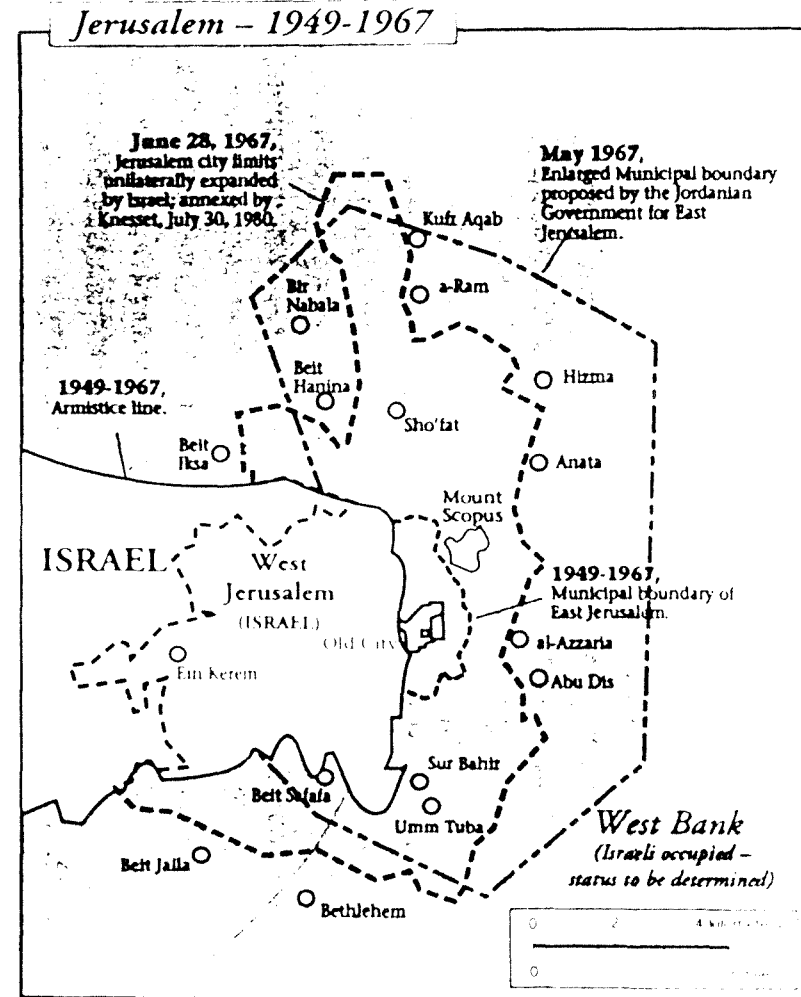 Jerusalem – 1949-1967
June 28, 1967,
Jerusalem city limits
unilaterally expanded
by Israel; annexed by
Knesset, July 30, 1980.
May 1967,
Enlarged Municipal boundary
proposed by the Jordanian
Government for East
Jerusalem.
Kufr Aqab
a-Ram
Bir
Nabala
Beit
Hanina
Hizma
1949-1967,
Armistice line.
Sho'fat
Beit
Iksa
Anata
Mount
Scopus
ISRAEL
West
Jerusalem
(ISRAEL)
1949-1967,
Municipal boundary of
East Jerusalem.
Old City
al-Azzaria
Ein Kerem
Abu Dis
Sur Bahir
Beit Safafa
Umm Tuba
West Bank
(Israeli occupied –
status to be determined)
Beit Jalla
Bethlehem
0 2 4
0